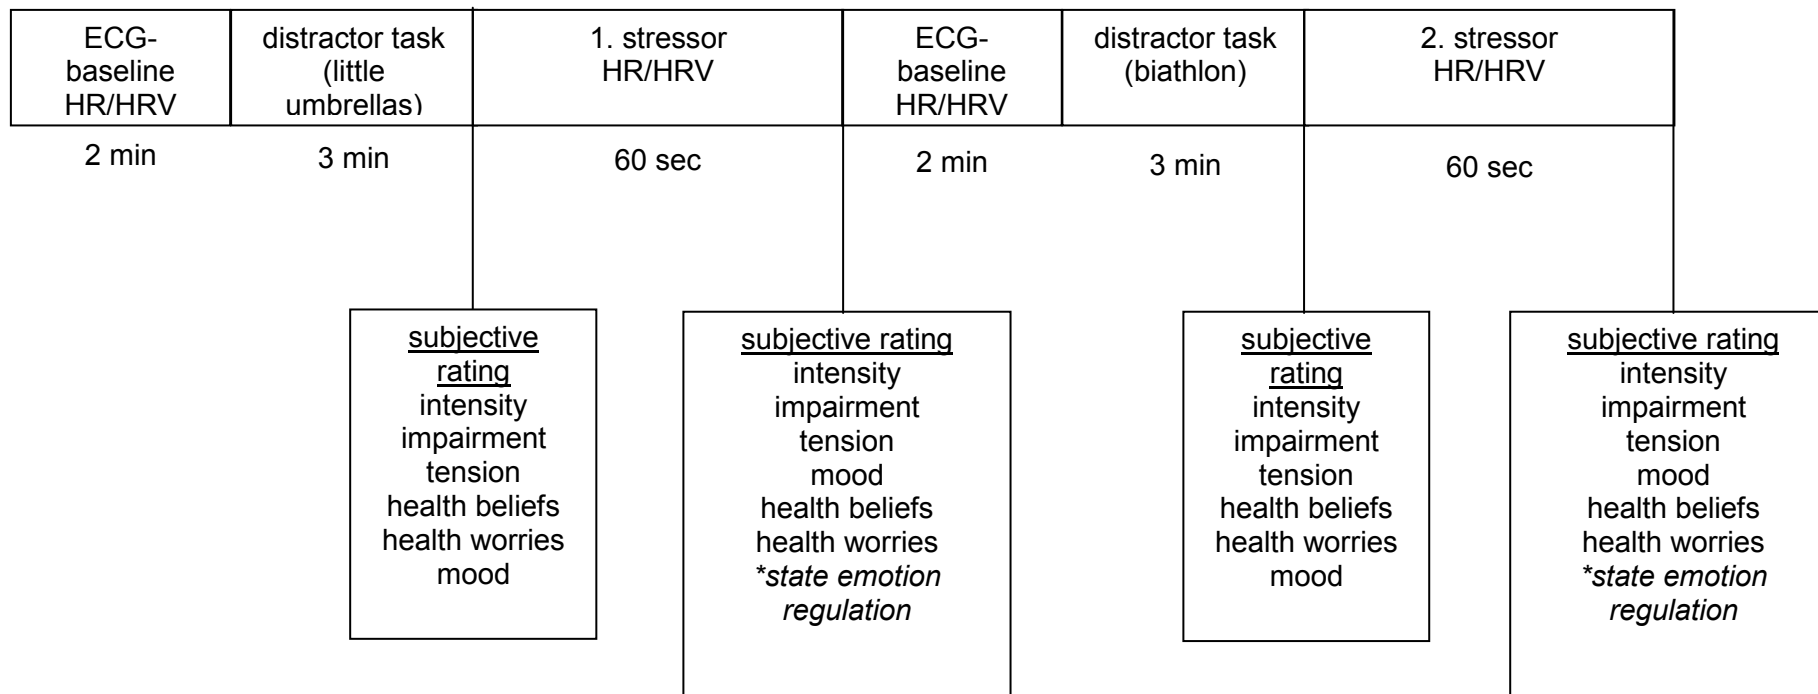 ECG-
baseline
HR/HRV
distractor task
(little
umbrellas)
1. stressor
HR/HRV
ECG-
baseline
HR/HRV
distractor task
(biathlon)
2. stressor
HR/HRV
2 min
3 min
60 sec
2 min
3 min
60 sec
subjective
rating
intensity
impairment
tension
health beliefs
health worries
mood
subjective rating
intensity
impairment
tension
mood
health beliefs
health worries
*state emotion
regulation
subjective
rating
intensity
impairment
tension
health beliefs
health worries
mood
subjective rating
intensity
impairment
tension
mood
health beliefs
health worries
*state emotion
regulation